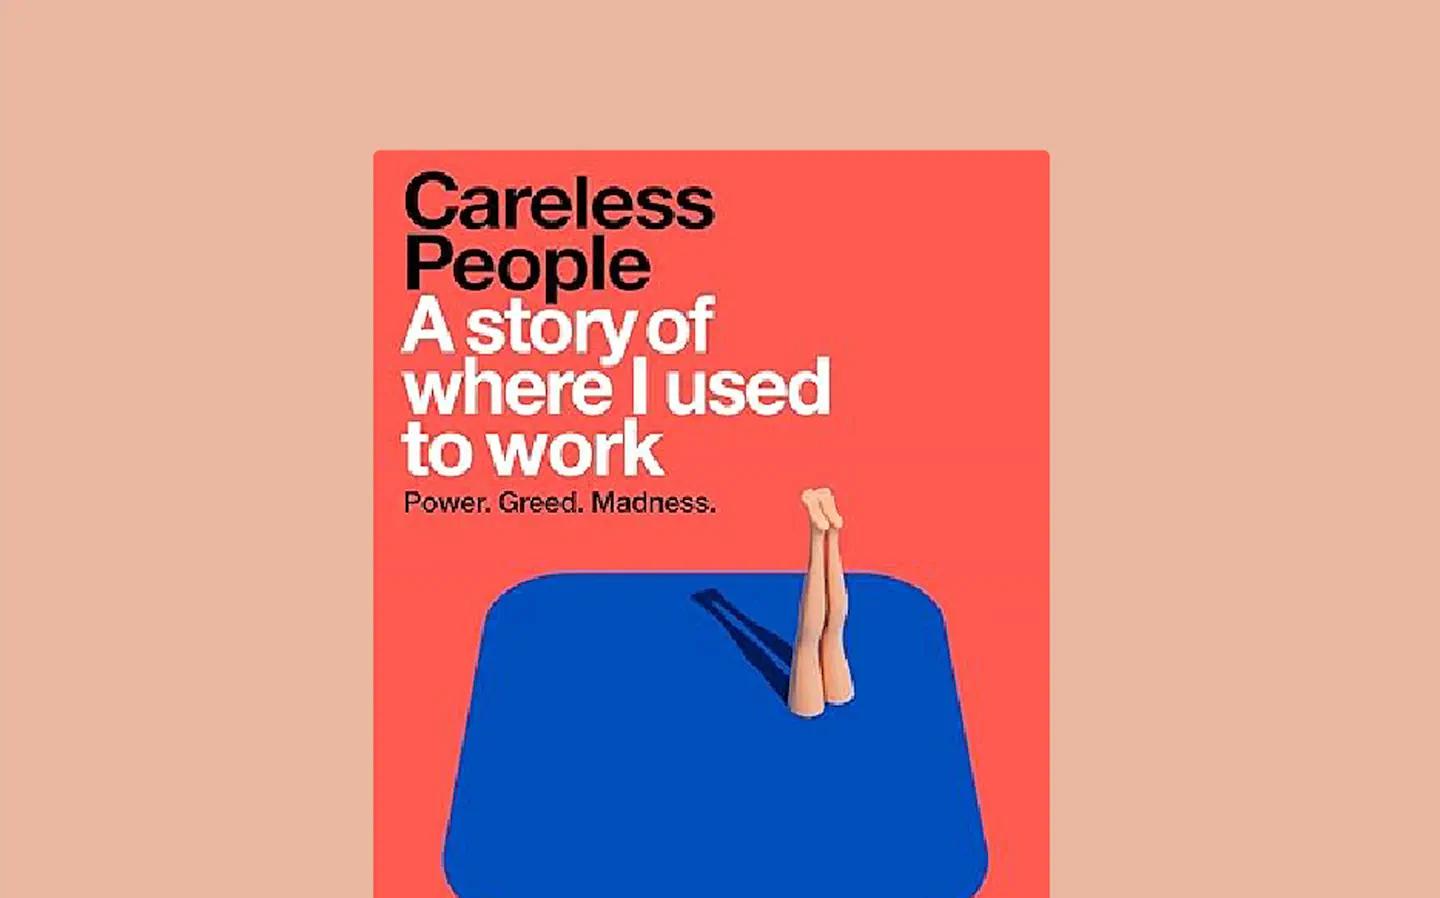 Careless
People
A story of
where I used
to work
Power. Greed. Madness.